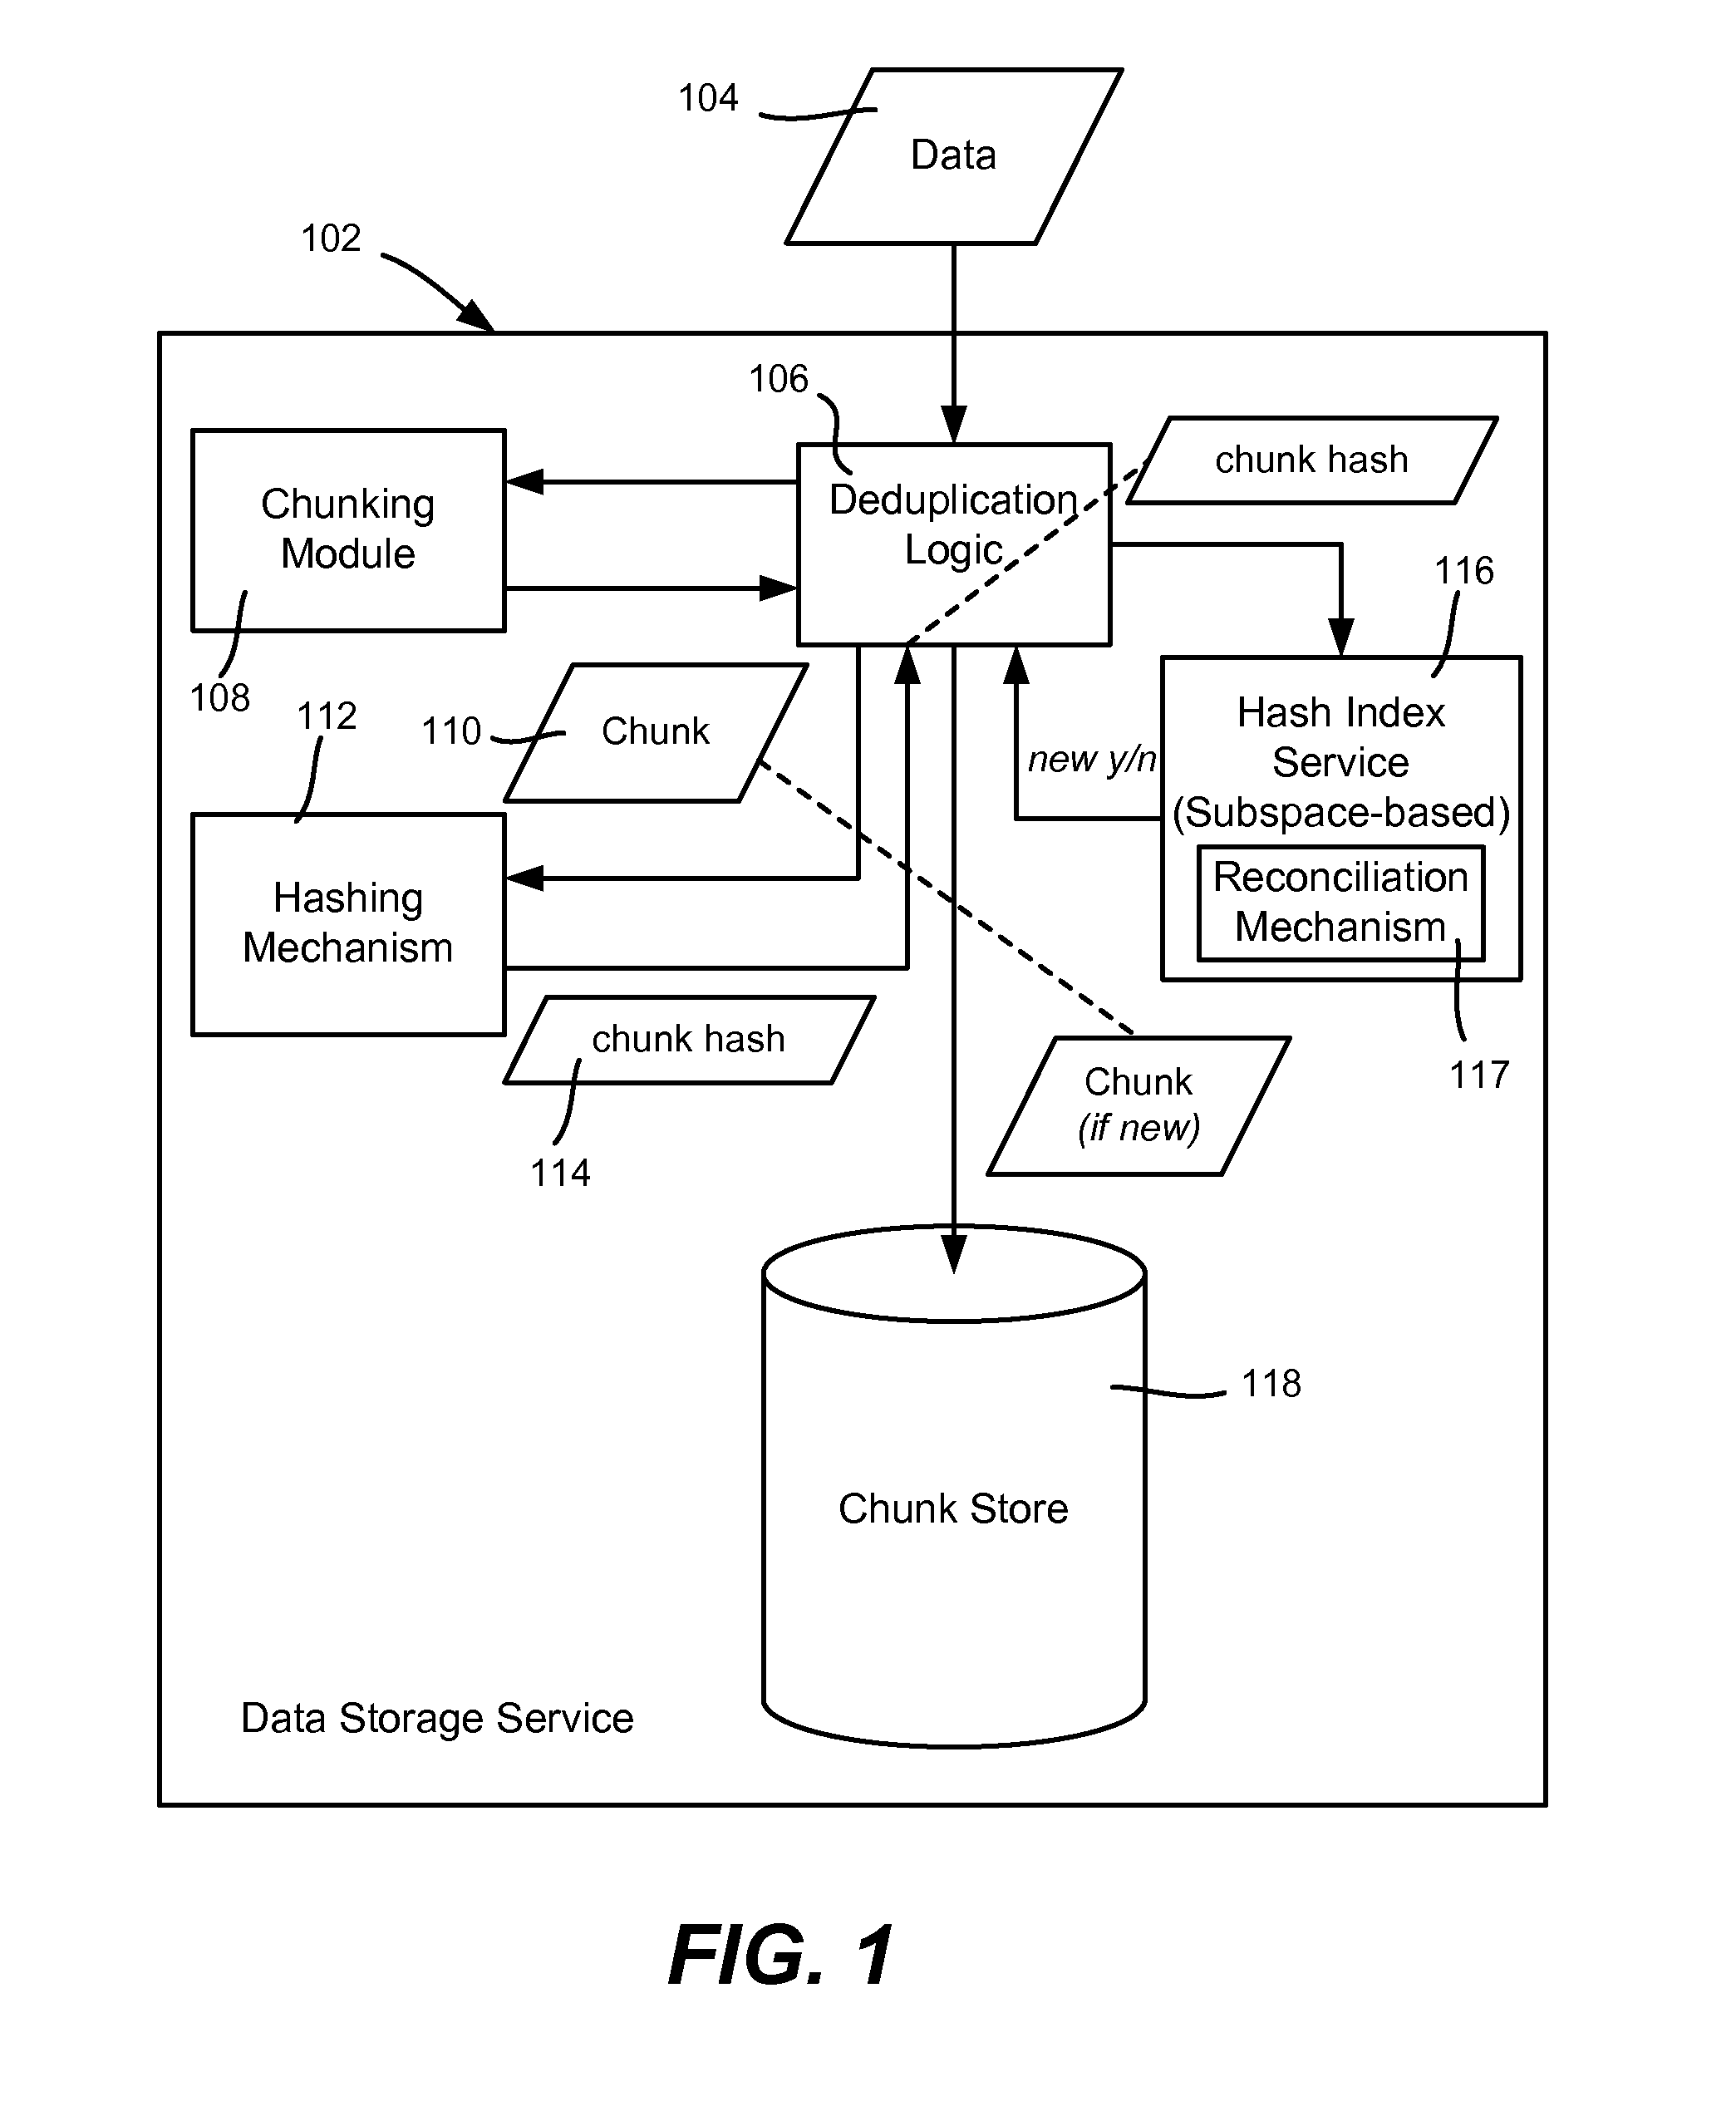 104
Data
102
106
chunk hash
Chunking
Module
Deduplication
Logic
116
108
112
110
Chunk
new y/n
Hash Index
Service
(Subspace-based)
Reconciliation
Mechanism
Hashing
Mechanism
chunk hash
117
Chunk
(if new)
114
118
Chunk Store
Data Storage Service
FIG. 1